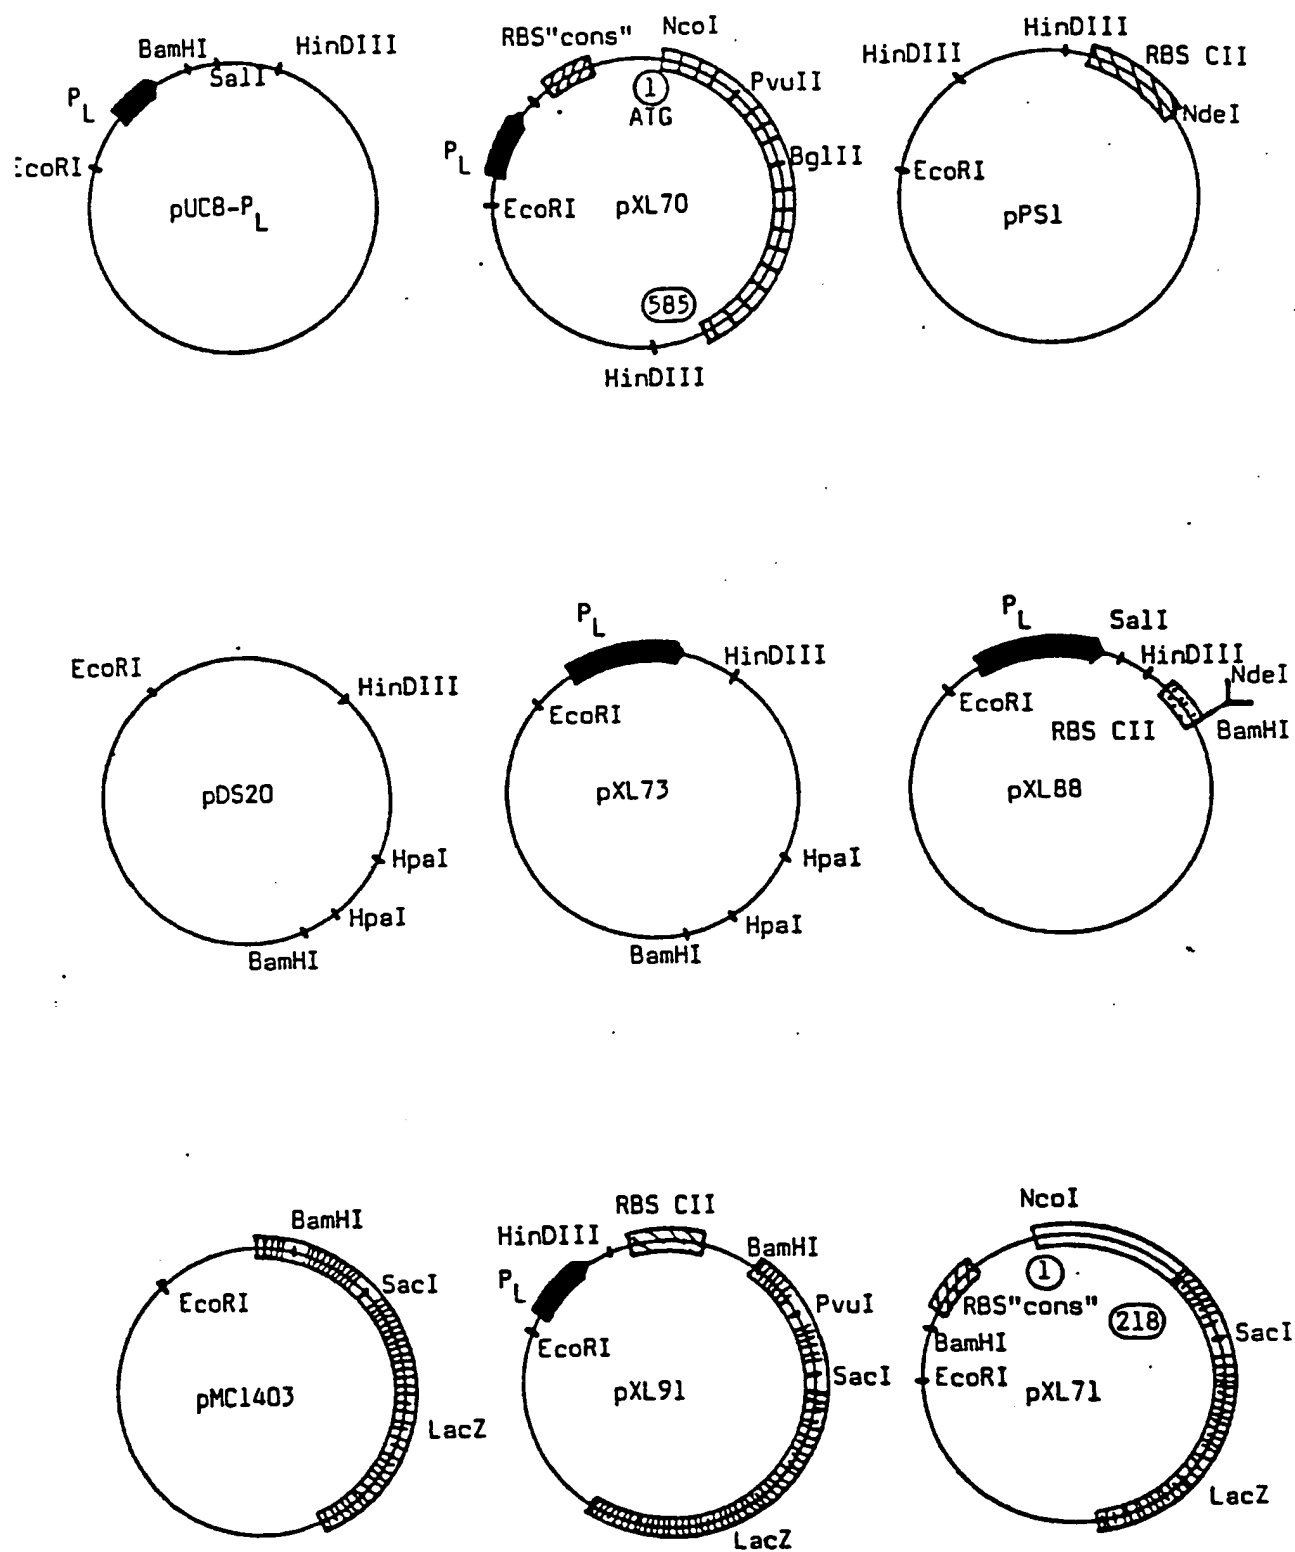 BamHI
SalI
HinDIII
P
L
EcoRI
pUC8-P
L
RBS"cons"
NcoI
1
ATG
PvuII
BglII
P
L
EcoRI
pXL70
585
HinDIII
HinDIII
HinDIII
RBS CII
NdeI
EcoRI
pPS1
EcoRI
HinDIII
pDS20
HpaI
HpaI
BamHI
P
L
HinDIII
EcoRI
pXL73
HpaI
HpaI
BamHI
P
L
SalI
HinDIII
NdeI
EcoRI
RBS CII
BamHI
pXL88
BamHI
SacI
EcoRI
pMC1403
LacZ
RBS CII
HinDIII
BamHI
P
L
PvuI
EcoRI
SacI
pXL91
LacZ
NcoI
1
RBS"cons"
218
SacI
BamHI
EcoRI
pXL71
LacZ